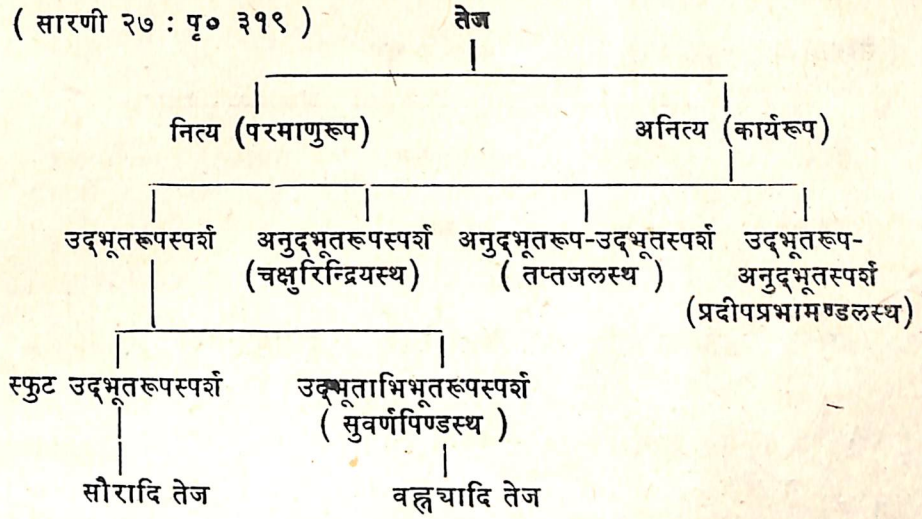 ( सारणी २७ : पृ० ३१९ ) तेज
नित्य (परमाणुरूप) अनित्य (कार्यरूप)
उद्‌भूतरूपस्पर्श अनुद्‌भूतरूपस्पर्श अनुद्‌भूतरूप-उद्‌भूतस्पर्श उद्‌भूतरूप-
(चक्षुरिन्द्रियस्थ) ( तप्तजलस्थ ) अनुद्‌भूतस्पर्श
(प्रदीपप्रभामण्डलस्थ)
स्फुट उद्‌भूतरूपस्पर्श उद्‌भूताभिभूतरूपस्पर्श
( सुवर्णपिण्डस्थ )
सौरादि तेज वह्न्यादि तेज